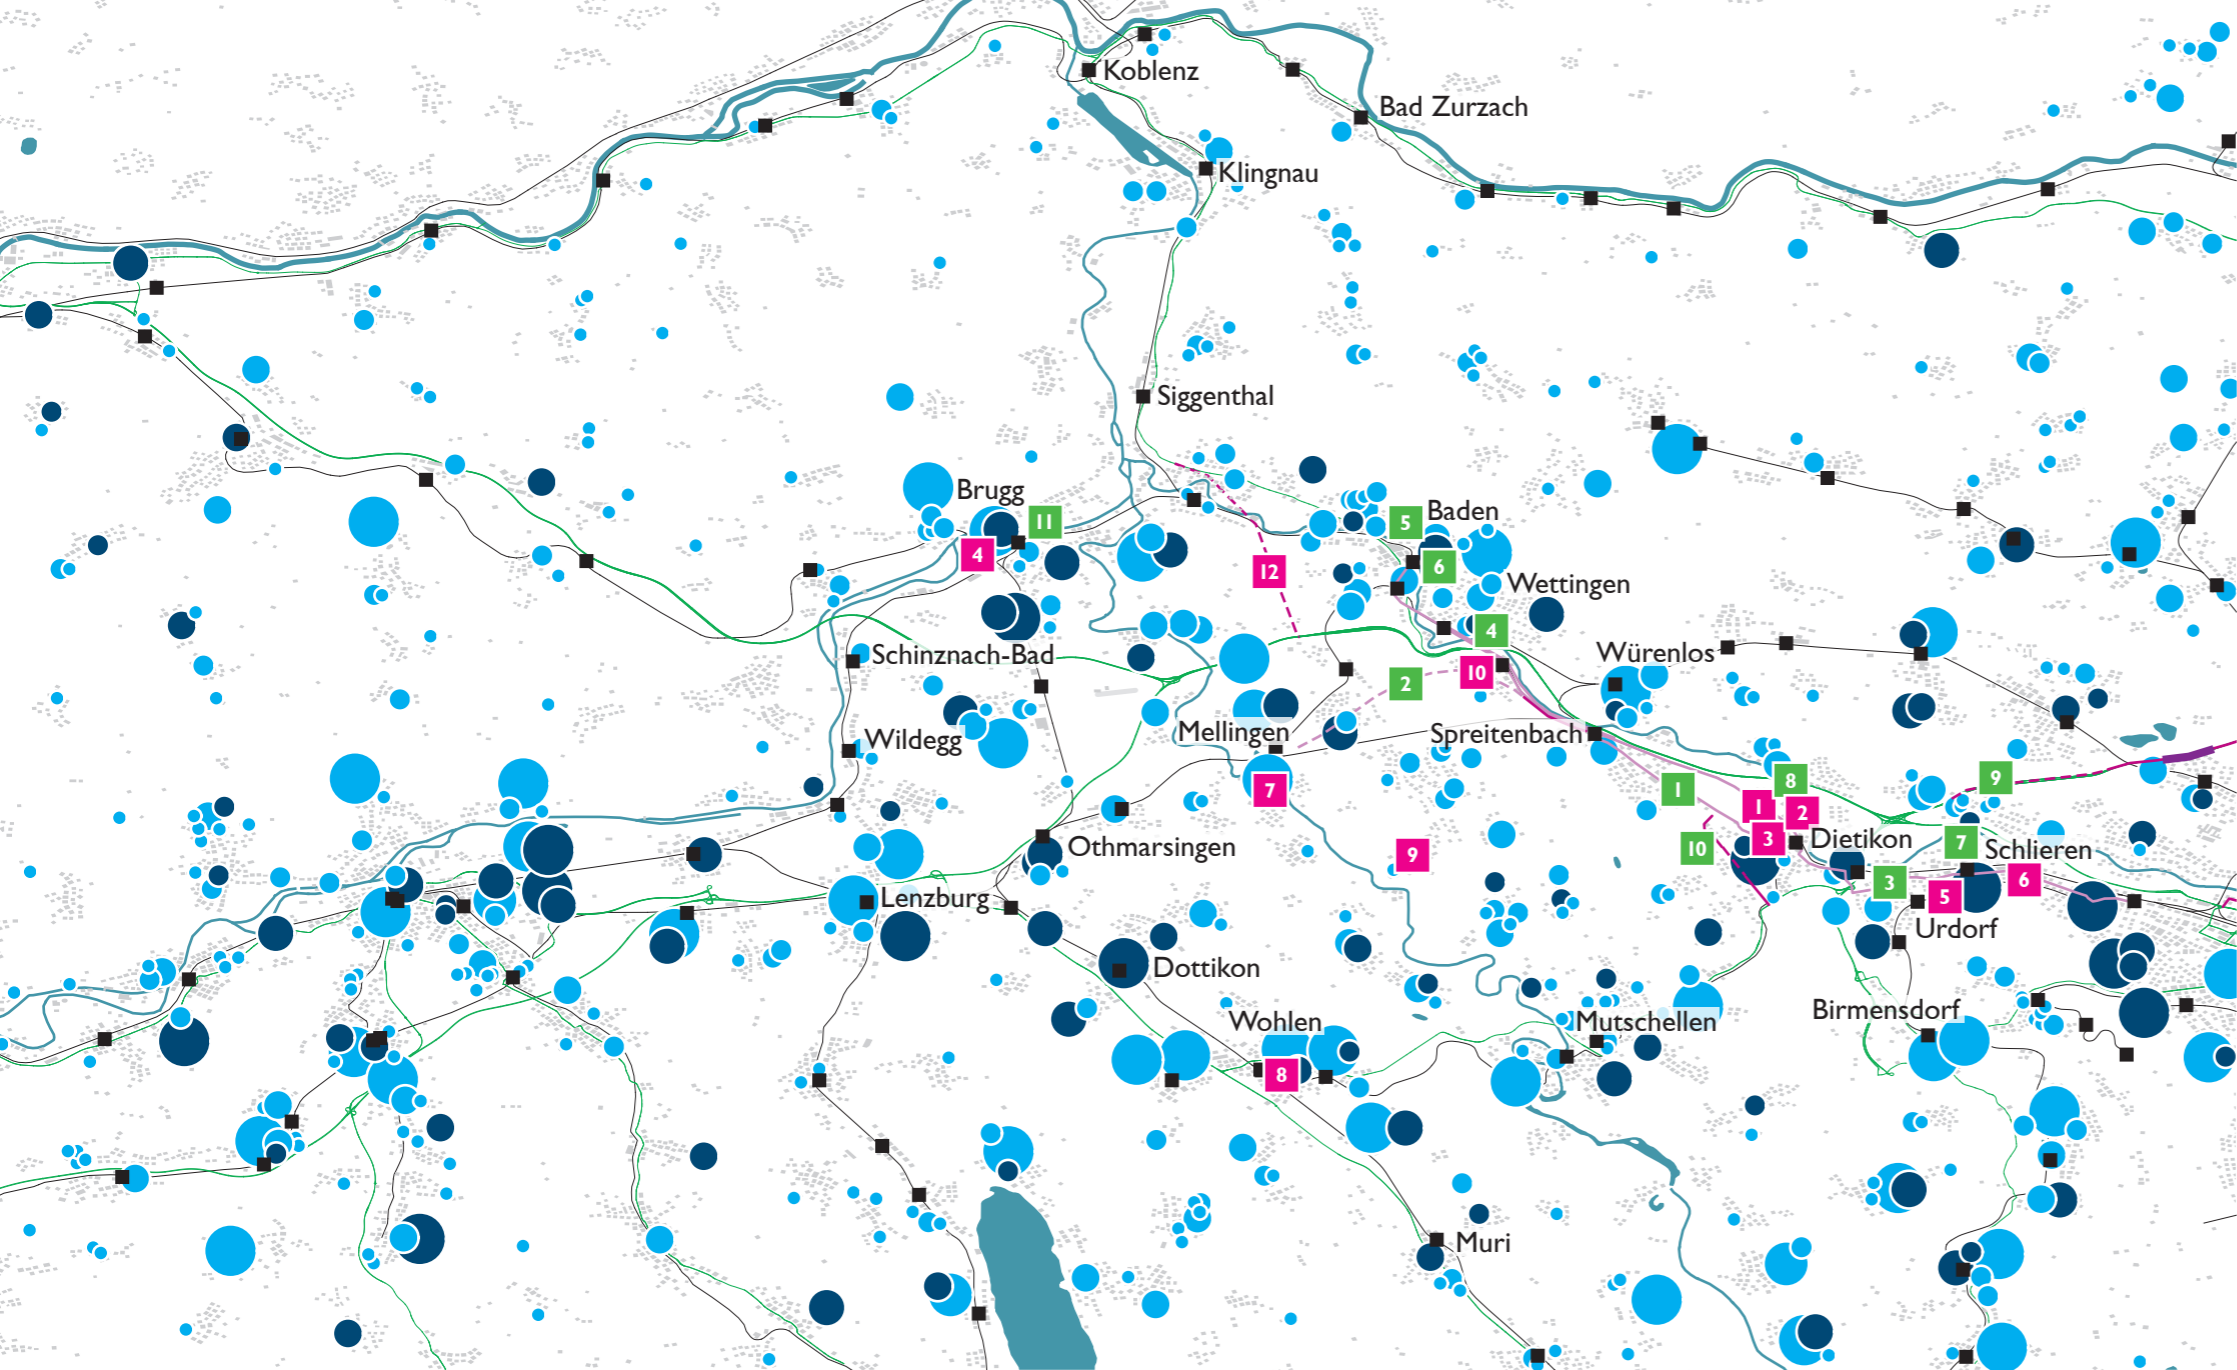 Koblenz
Bad Zurzach
Klingnau
Siggenthal
Brugg
11
4
5
Baden
6
12
Wettingen
4
Schinznach-Bad
Würenlos
10
2
Mellingen
Spreitenbach
Wildegg
7
8
9
1
1
2
3
Dietikon
7
Schlieren
10
Othmarsingen
9
3
5
6
Lenzburg
Urdorf
Dottikon
Birmensdorf
Wohlen
Mutschellen
8
Muri